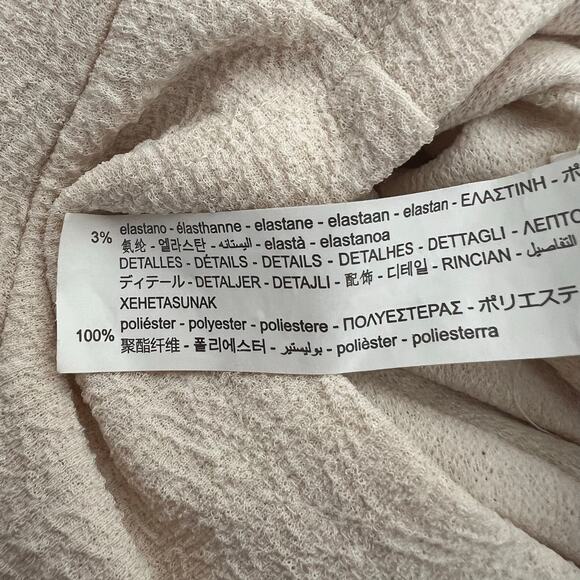 3% elastano - élasthanne - elastane - elastaan - elastan - ΕΛΑΣΤΙΝΗ -
氨纶 - 엘라스탄 - اليستانه - elastà - elastanoa
DETALLES - DÉTAILS - DETAILS - DETALHES - DETTAGLI - ΛΕΠΤΟ
ディテール - DETALJER - DETAJLI - 配饰 - 디테일 - RINCIAN - التفاصيل -
XEHETASUNAK
100% poliéster - polyester - poliestere - ΠΟΛΥΕΣΤΕΡΑΣ - ポリエステ
聚酯纤维 - 폴리에스터 - بوليستير - polièster - poliesterra